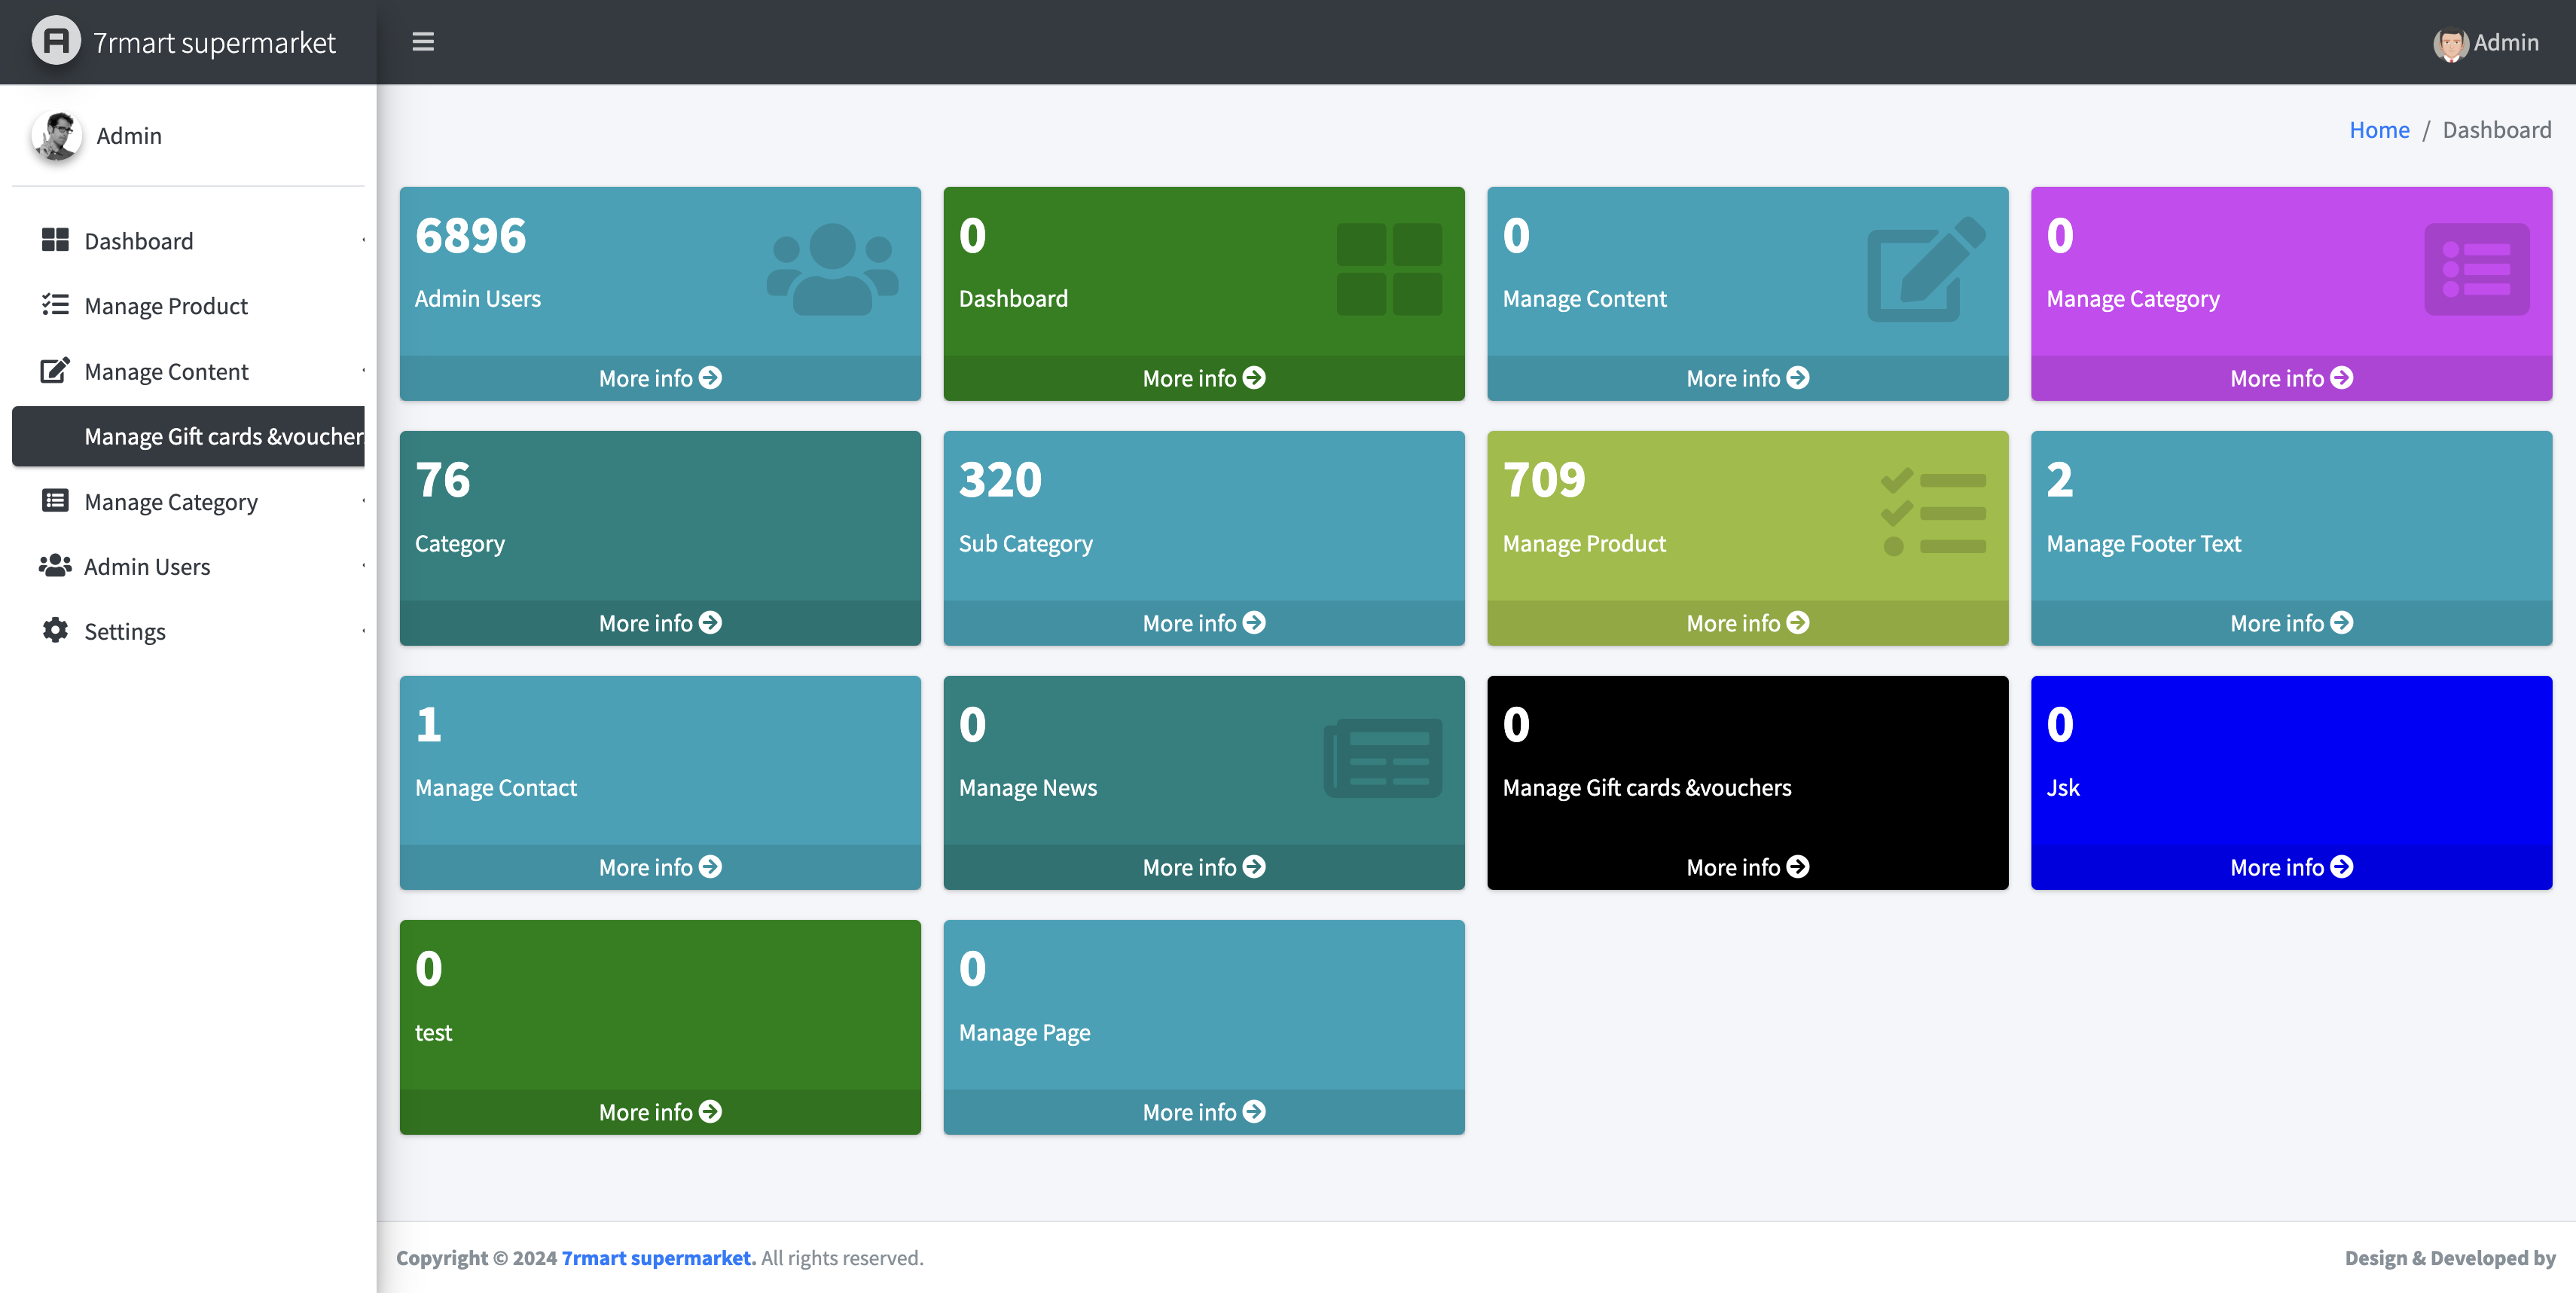 7rmart supermarket
Admin
Admin
Home / Dashboard
Dashboard
Manage Product
Manage Content
Manage Gift cards &voucher
Manage Category
Admin Users
Settings
6896
Admin Users
More info
0
Dashboard
More info
0
Manage Content
More info
0
Manage Category
More info
76
Category
More info
320
Sub Category
More info
709
Manage Product
More info
2
Manage Footer Text
More info
1
Manage Contact
More info
0
Manage News
More info
0
Manage Gift cards &vouchers
More info
0
Jsk
More info
0
test
More info
0
Manage Page
More info
Copyright © 2024 7rmart supermarket. All rights reserved.
Design & Developed by